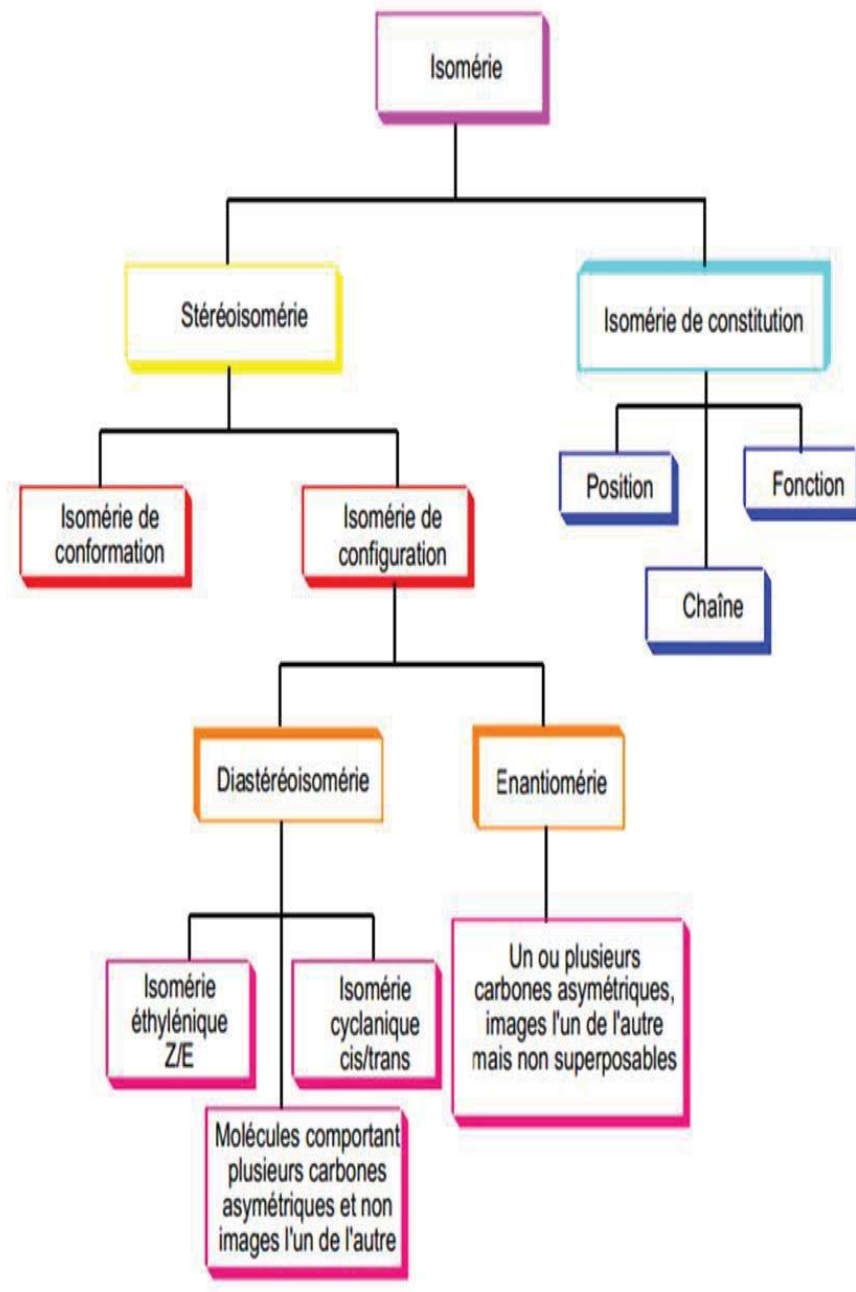 Isomérie
Stéréoisomérie
Isomérie de constitution
Position
Fonction
Chaîne
Isomérie de
conformation
Isomérie de
configuration
Diastéréoisomérie
Enantiomérie
Isomérie
éthylénique
Z/E
Isomérie
cyclanique
cis/trans
Un ou plusieurs
carbones asymétriques,
images l'un de l'autre
mais non superposables
Molécules comportant
plusieurs carbones
asymétriques et non
images l'un de l'autre